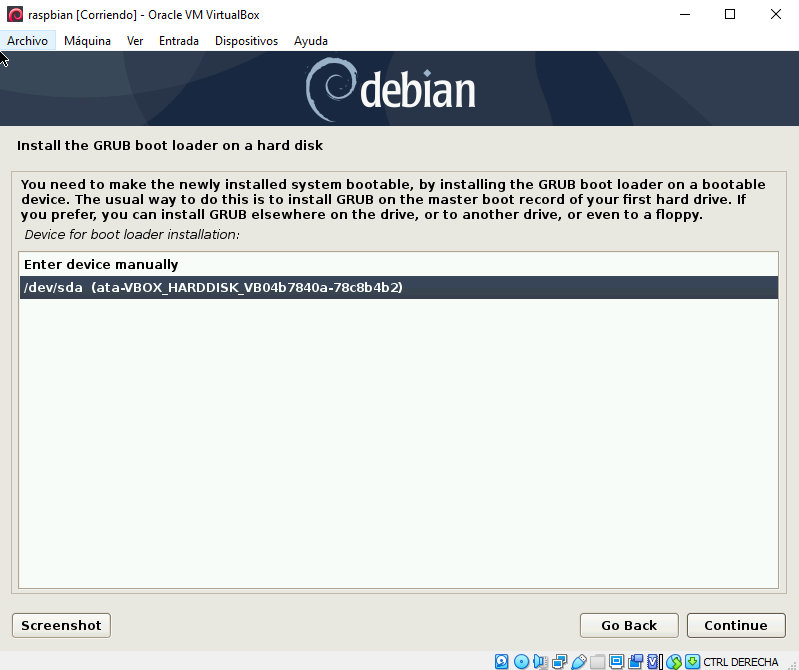 raspbian [Corriendo] - Oracle VM VirtualBox
Archivo Máquina Ver Entrada Dispositivos Ayuda
debian
Install the GRUB boot loader on a hard disk
You need to make the newly installed system bootable, by installing the GRUB boot loader on a bootable
device. The usual way to do this is to install GRUB on the master boot record of your first hard drive. If
you prefer, you can install GRUB elsewhere on the drive, or to another drive, or even to a floppy.
Device for boot loader installation:
Enter device manually
/dev/sda (ata-VBOX_HARDDISK_VB04b7840a-78c8b4b2)
Screenshot Go Back Continue
CTRL DERECHA